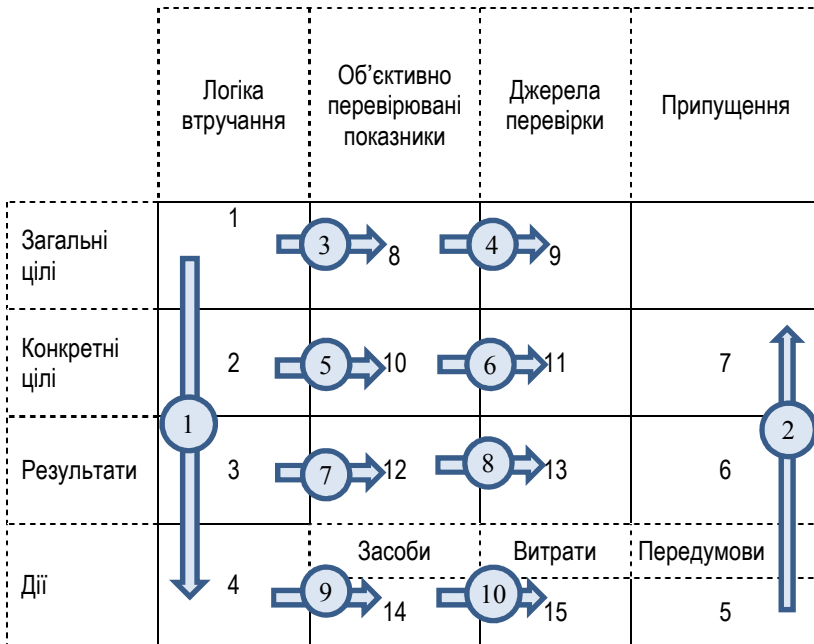 Логіка
втручання
Об’єктивно
перевірювані
показники
Джерела
перевірки
Припущення
Загальні
цілі
1
3
8
4
9
Конкретні
цілі
2
5
10
6
11
7
1
2
Результати
3
7
12
8
13
6
Засоби
Витрати
Передумови
Дії
4
9
14
10
15
5